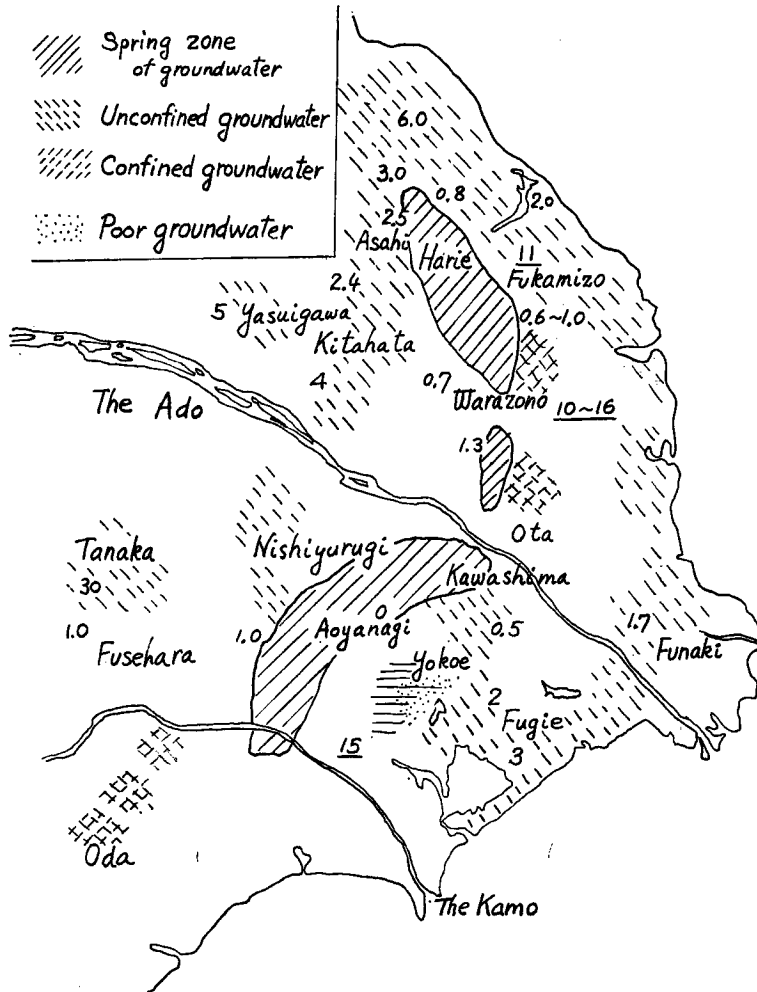 Spring zone
of groundwater
Unconfined groundwater
Confined groundwater
Poor groundwater
6.0
3.0
0.8
2.0
2.5
Asahi
Harie
11
Fukamizo
2.4
5 Yasuigawa
0.6~1.0
Kitahata
4
0.7
Warazono
10~16
The Ado
1.3
Ota
Tanaka
Nishiyurugi
30
Kawashima
1.0
Fusehara
1.0
Aoyanagi
0
0.5
1.7
Funaki
Yokoe
2
Fugie
15
3
Oda
The Kamo